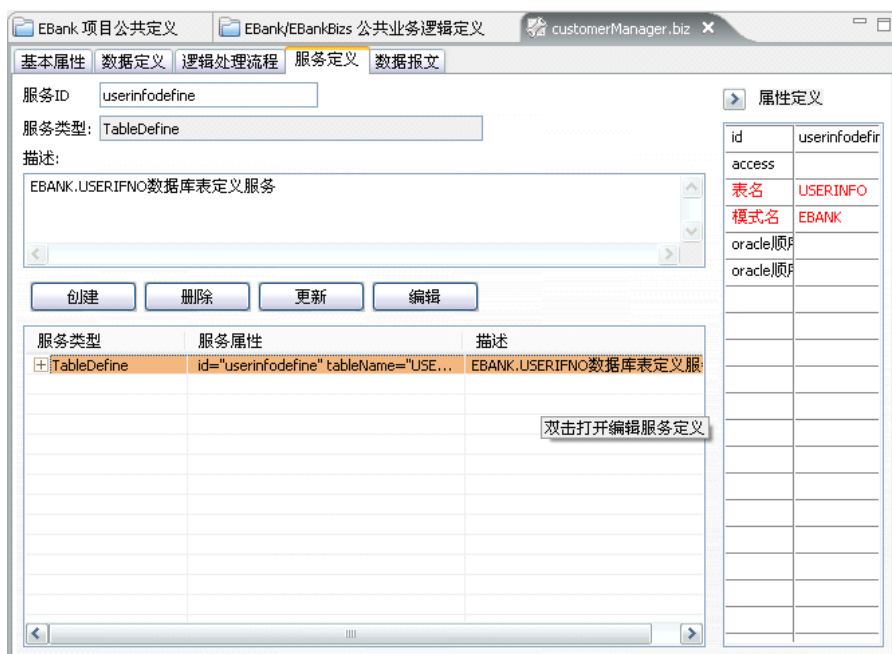 EBank 项目公共定义 EBank/EBankBizs 公共业务逻辑定义 customerManager.biz
基本属性 数据定义 逻辑处理流程 服务定义 数据报文
服务ID userinfodefine
服务类型: TableDefine
描述:
EBANK.USERIFNO数据库表定义服务
创建 删除 更新 编辑
服务类型 服务属性 描述
TableDefine id="userinfodefine" tableName="USE... EBANK.USERIFNO数据库表定义服
双击打开编辑服务定义
属性定义
id userinfodefin
access
表名 USERINFO
模式名 EBANK
oracle顺
oracle顺